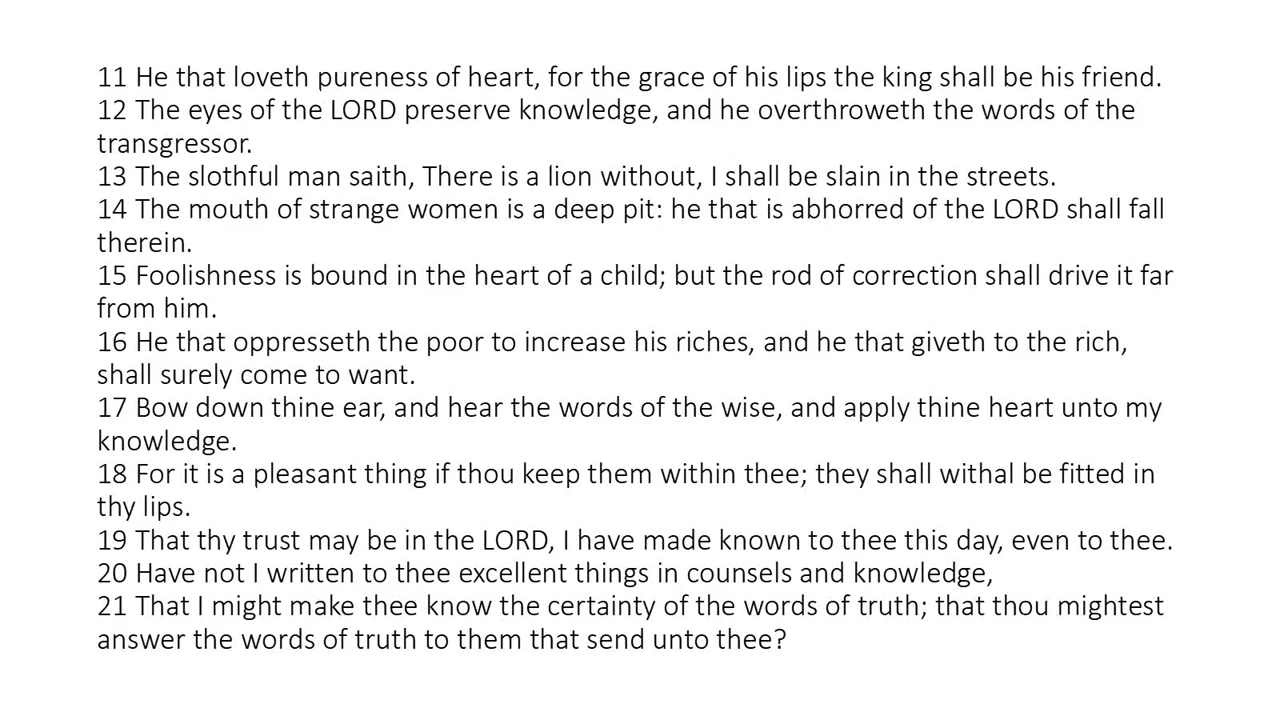 11 He that loveth pureness of heart, for the grace of his lips the king shall be his friend.
12 The eyes of the LORD preserve knowledge, and he overthroweth the words of the
transgressor.
13 The slothful man saith, There is a lion without, I shall be slain in the streets.
14 The mouth of strange women is a deep pit: he that is abhorred of the LORD shall fall
therein.
15 Foolishness is bound in the heart of a child; but the rod of correction shall drive it far
from him.
16 He that oppresseth the poor to increase his riches, and he that giveth to the rich,
shall surely come to want.
17 Bow down thine ear, and hear the words of the wise, and apply thine heart unto my
knowledge.
18 For it is a pleasant thing if thou keep them within thee; they shall withal be fitted in
thy lips.
19 That thy trust may be in the LORD, I have made known to thee this day, even to thee.
20 Have not I written to thee excellent things in counsels and knowledge,
21 That I might make thee know the certainty of the words of truth; that thou mightest
answer the words of truth to them that send unto thee?